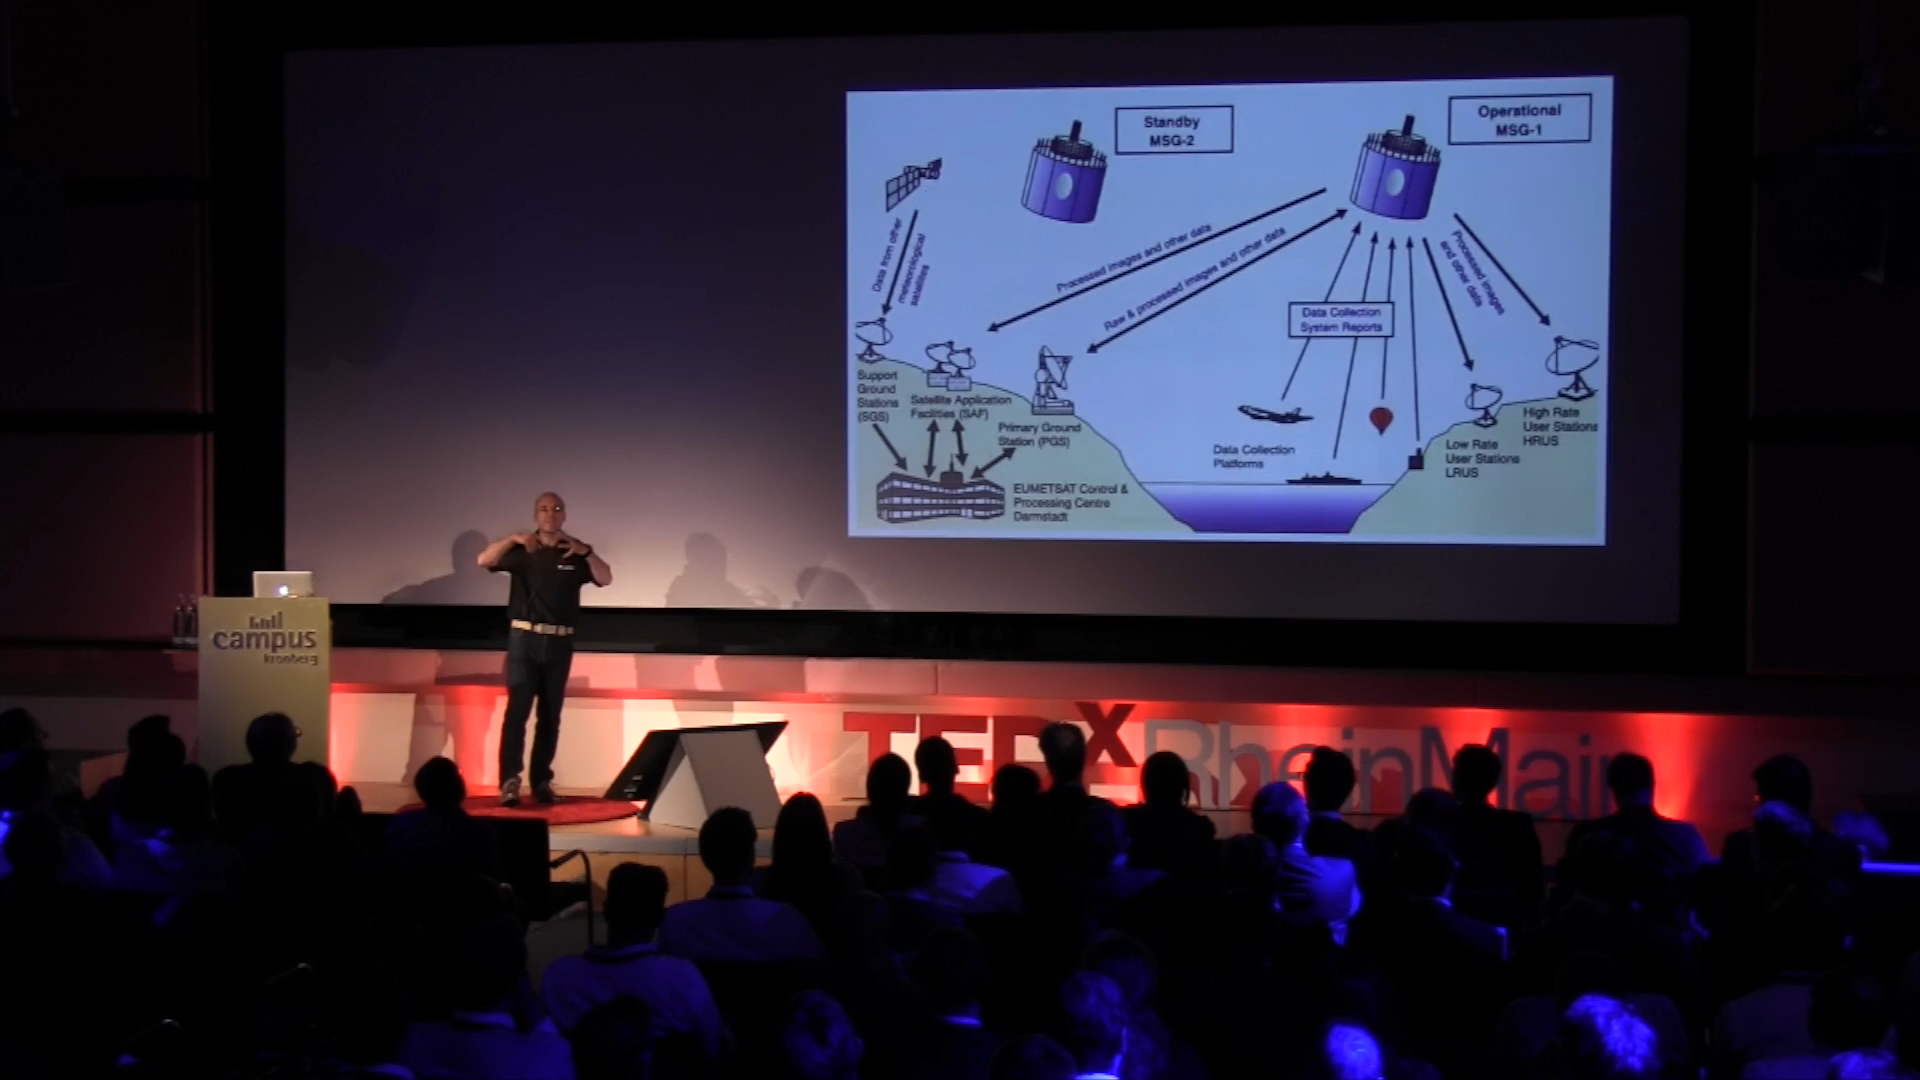 Standby
MSG-2
Operational
MSG-1
Data from other
meteorological
satellites
Processed images and other data
Raw & processed images and other data
Data Collection
System Reports
Processed images
and other data
Support
Ground
Stations
(SGS)
Satellite Application
Facilities (SAF)
Primary Ground
Station (PGS)
Data Collection
Platforms
Low Rate
User Stations
LRUS
High Rate
User Stations
HRUS
EUMETSAT Control &
Processing Centre
Darmstadt
campus
kronberg
TEDxRheinMain